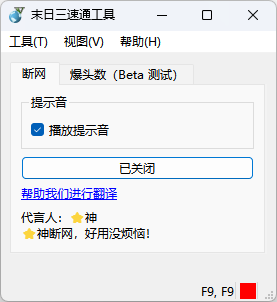 末日三速通工具
工具(T) 视图(V) 帮助(H)
断网 爆头数（Beta 测试）
提示音
播放提示音
已关闭
帮助我们进行翻译
代言人：⭐神
⭐神断网，好用没烦恼！
F9, F9